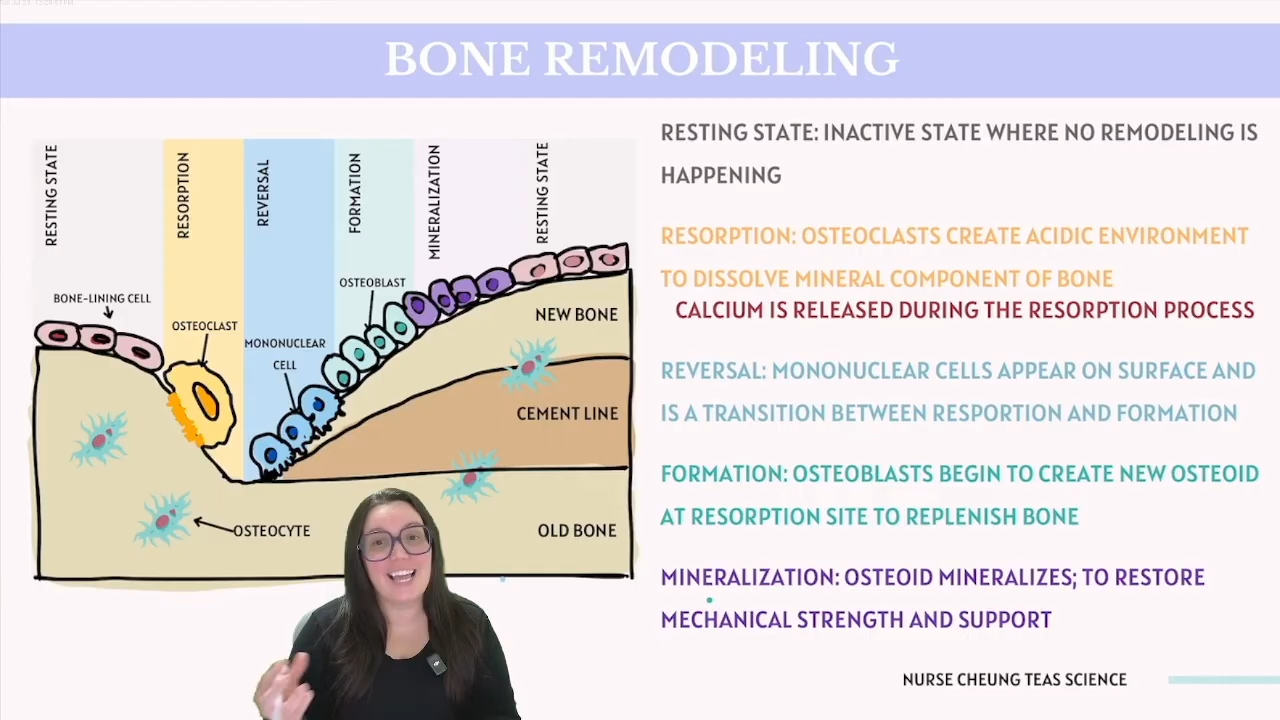 BONE REMODELING
RESTING STATE
RESORPTION
REVERSAL
FORMATION
MINERALIZATION
RESTING STATE
BONE-LINING CELL
OSTEOCLAST
MONONUCLEAR
CELL
OSTEOBLAST
NEW BONE
CEMENT LINE
OLD BONE
OSTEOCYTE
RESTING STATE: INACTIVE STATE WHERE NO REMODELING IS
HAPPENING
RESORPTION: OSTEOCLASTS CREATE ACIDIC ENVIRONMENT
TO DISSOLVE MINERAL COMPONENT OF BONE
CALCIUM IS RELEASED DURING THE RESORPTION PROCESS
REVERSAL: MONONUCLEAR CELLS APPEAR ON SURFACE AND
IS A TRANSITION BETWEEN RESPORTION AND FORMATION
FORMATION: OSTEOBLASTS BEGIN TO CREATE NEW OSTEOID
AT RESORPTION SITE TO REPLENISH BONE
MINERALIZATION: OSTEOID MINERALIZES; TO RESTORE
MECHANICAL STRENGTH AND SUPPORT
NURSE CHEUNG TEAS SCIENCE